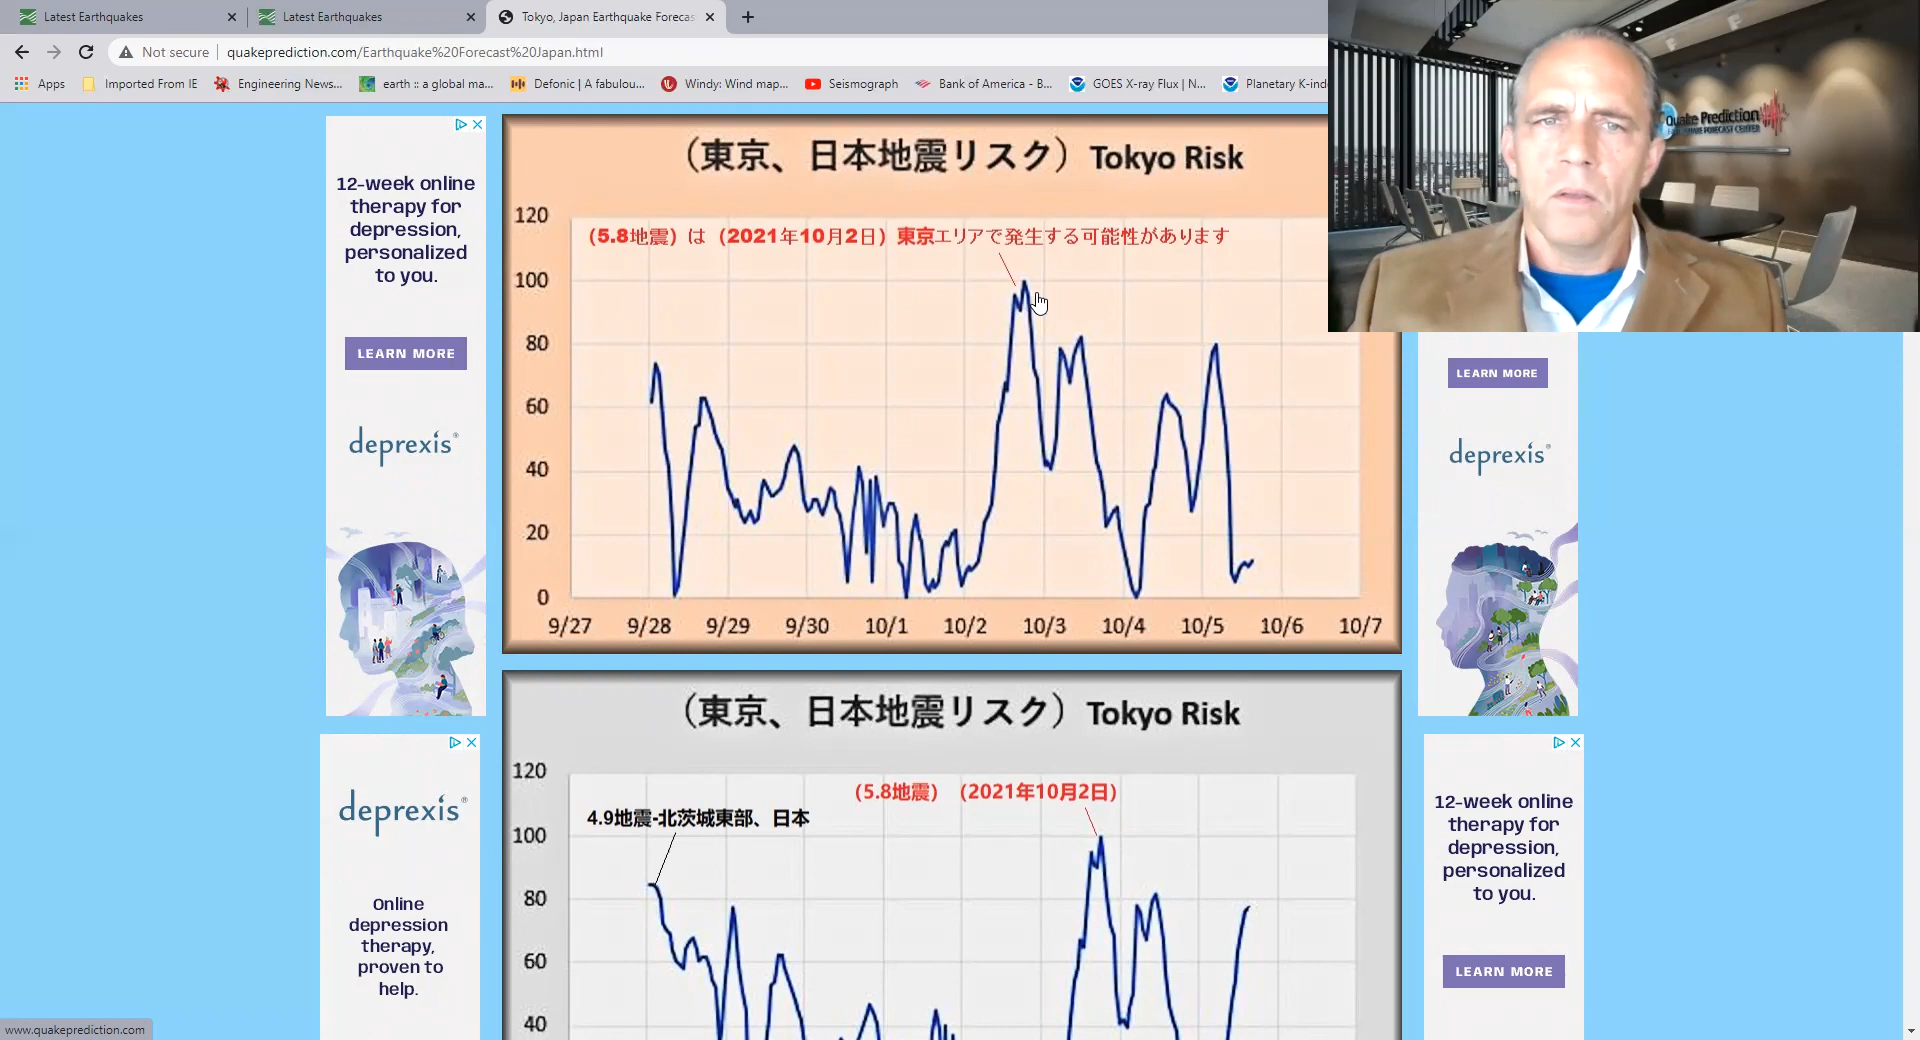 Latest Earthquakes
Latest Earthquakes
Tokyo, Japan Earthquake Forecas
Not secure
quakeprediction.com/Earthquake%20Forecast%20Japan.html
Apps
Imported From IE
Engineering News...
earth :: a global ma...
Defonic | A fabulou...
Windy: Wind map...
Seismograph
Bank of America - B...
GOES X-ray Flux | N...
Planetary K-ind
Quake Prediction
12-week online
therapy for
depression,
personalized
to you.
LEARN MORE
deprexis®
（東京、日本地震リスク）Tokyo Risk
120
（5.8地震）は（2021年10月2日）東京エリアで発生する可能性があります
100
80
60
40
20
0
9/27
9/28
9/29
9/30
10/1
10/2
10/3
10/4
10/5
10/6
10/7
LEARN MORE
deprexis®
deprexis®
Online
depression
therapy,
proven to
help.
（東京、日本地震リスク）Tokyo Risk
120
（5.8地震）（2021年10月2日）
4.9地震-北茨城東部、日本
100
80
60
40
12-week online
therapy for
depression,
personalized
to you.
LEARN MORE
www.quakeprediction.com